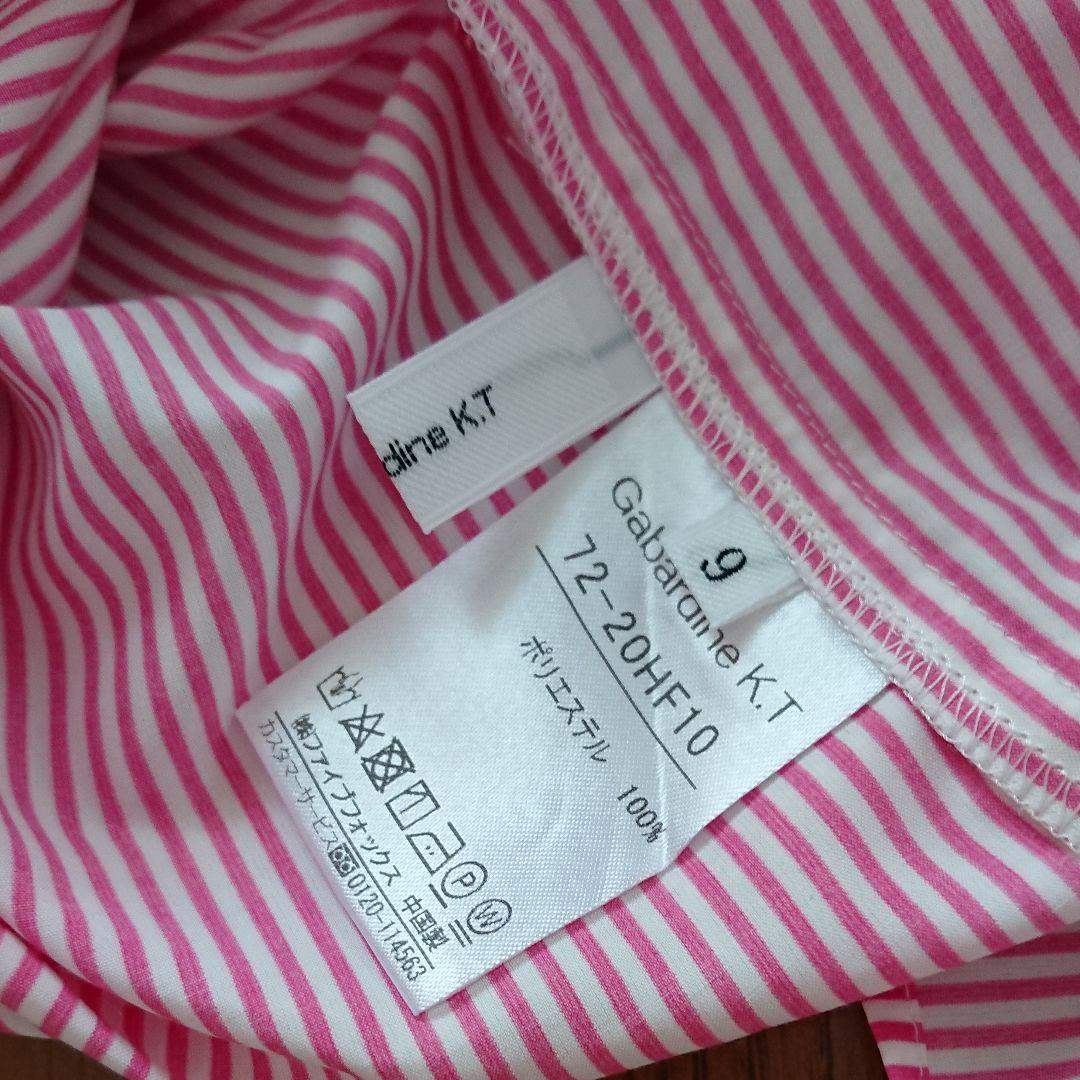 dine K.T
9
Gabardine K.T
72-20HF10
ポリエステル 100%
P W
㈱ファイブフォックス 中国製
カスタマーサービス 0120-114563